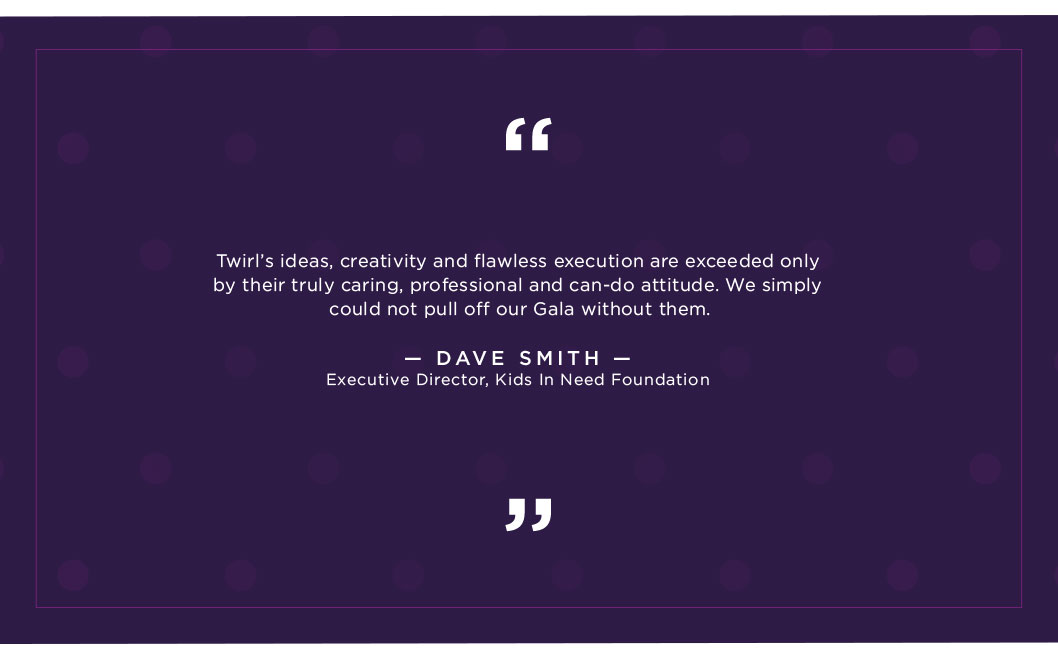 “
Twirl’s ideas, creativity and flawless execution are exceeded only
by their truly caring, professional and can-do attitude. We simply
could not pull off our Gala without them.
— DAVE SMITH —
Executive Director, Kids In Need Foundation
”